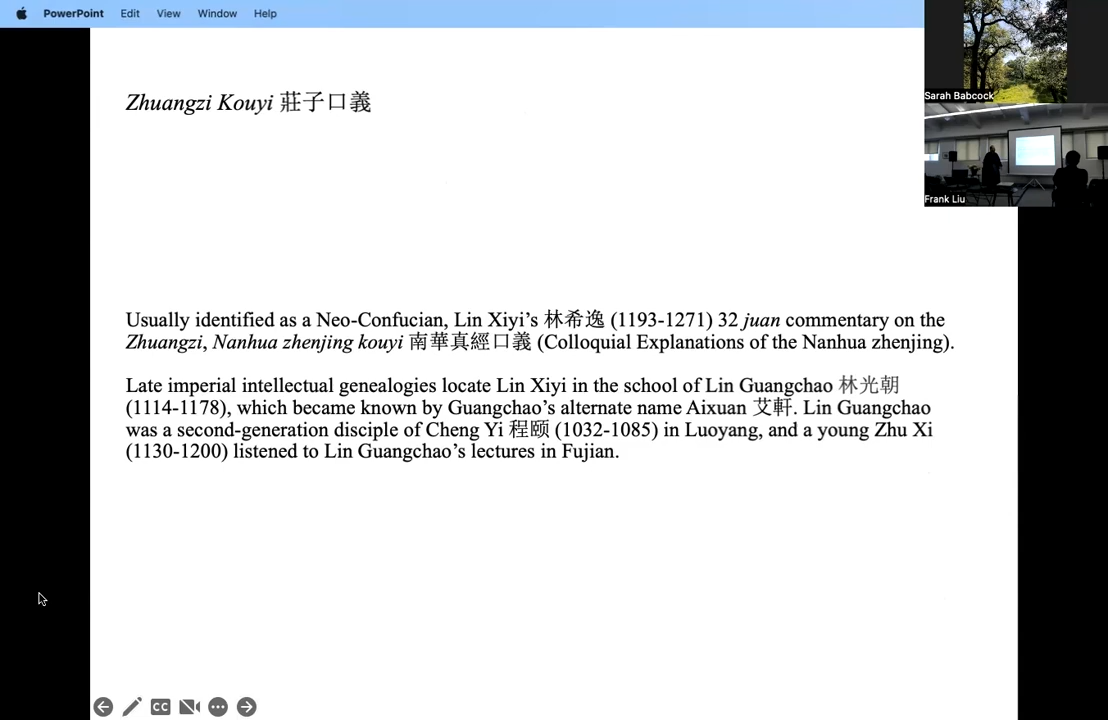 PowerPoint Edit View Window Help
Sarah Babcock
Frank Liu
Zhuangzi Kouyi 莊子口義
Usually identified as a Neo-Confucian, Lin Xiyi’s 林希逸 (1193-1271) 32 juan commentary on the
Zhuangzi, Nanhua zhenjing kouyi 南華真經口義 (Colloquial Explanations of the Nanhua zhenjing).
Late imperial intellectual genealogies locate Lin Xiyi in the school of Lin Guangchao 林光朝
(1114-1178), which became known by Guangchao’s alternate name Aixuan 艾軒. Lin Guangchao
was a second-generation disciple of Cheng Yi 程颐 (1032-1085) in Luoyang, and a young Zhu Xi
(1130-1200) listened to Lin Guangchao’s lectures in Fujian.
CC